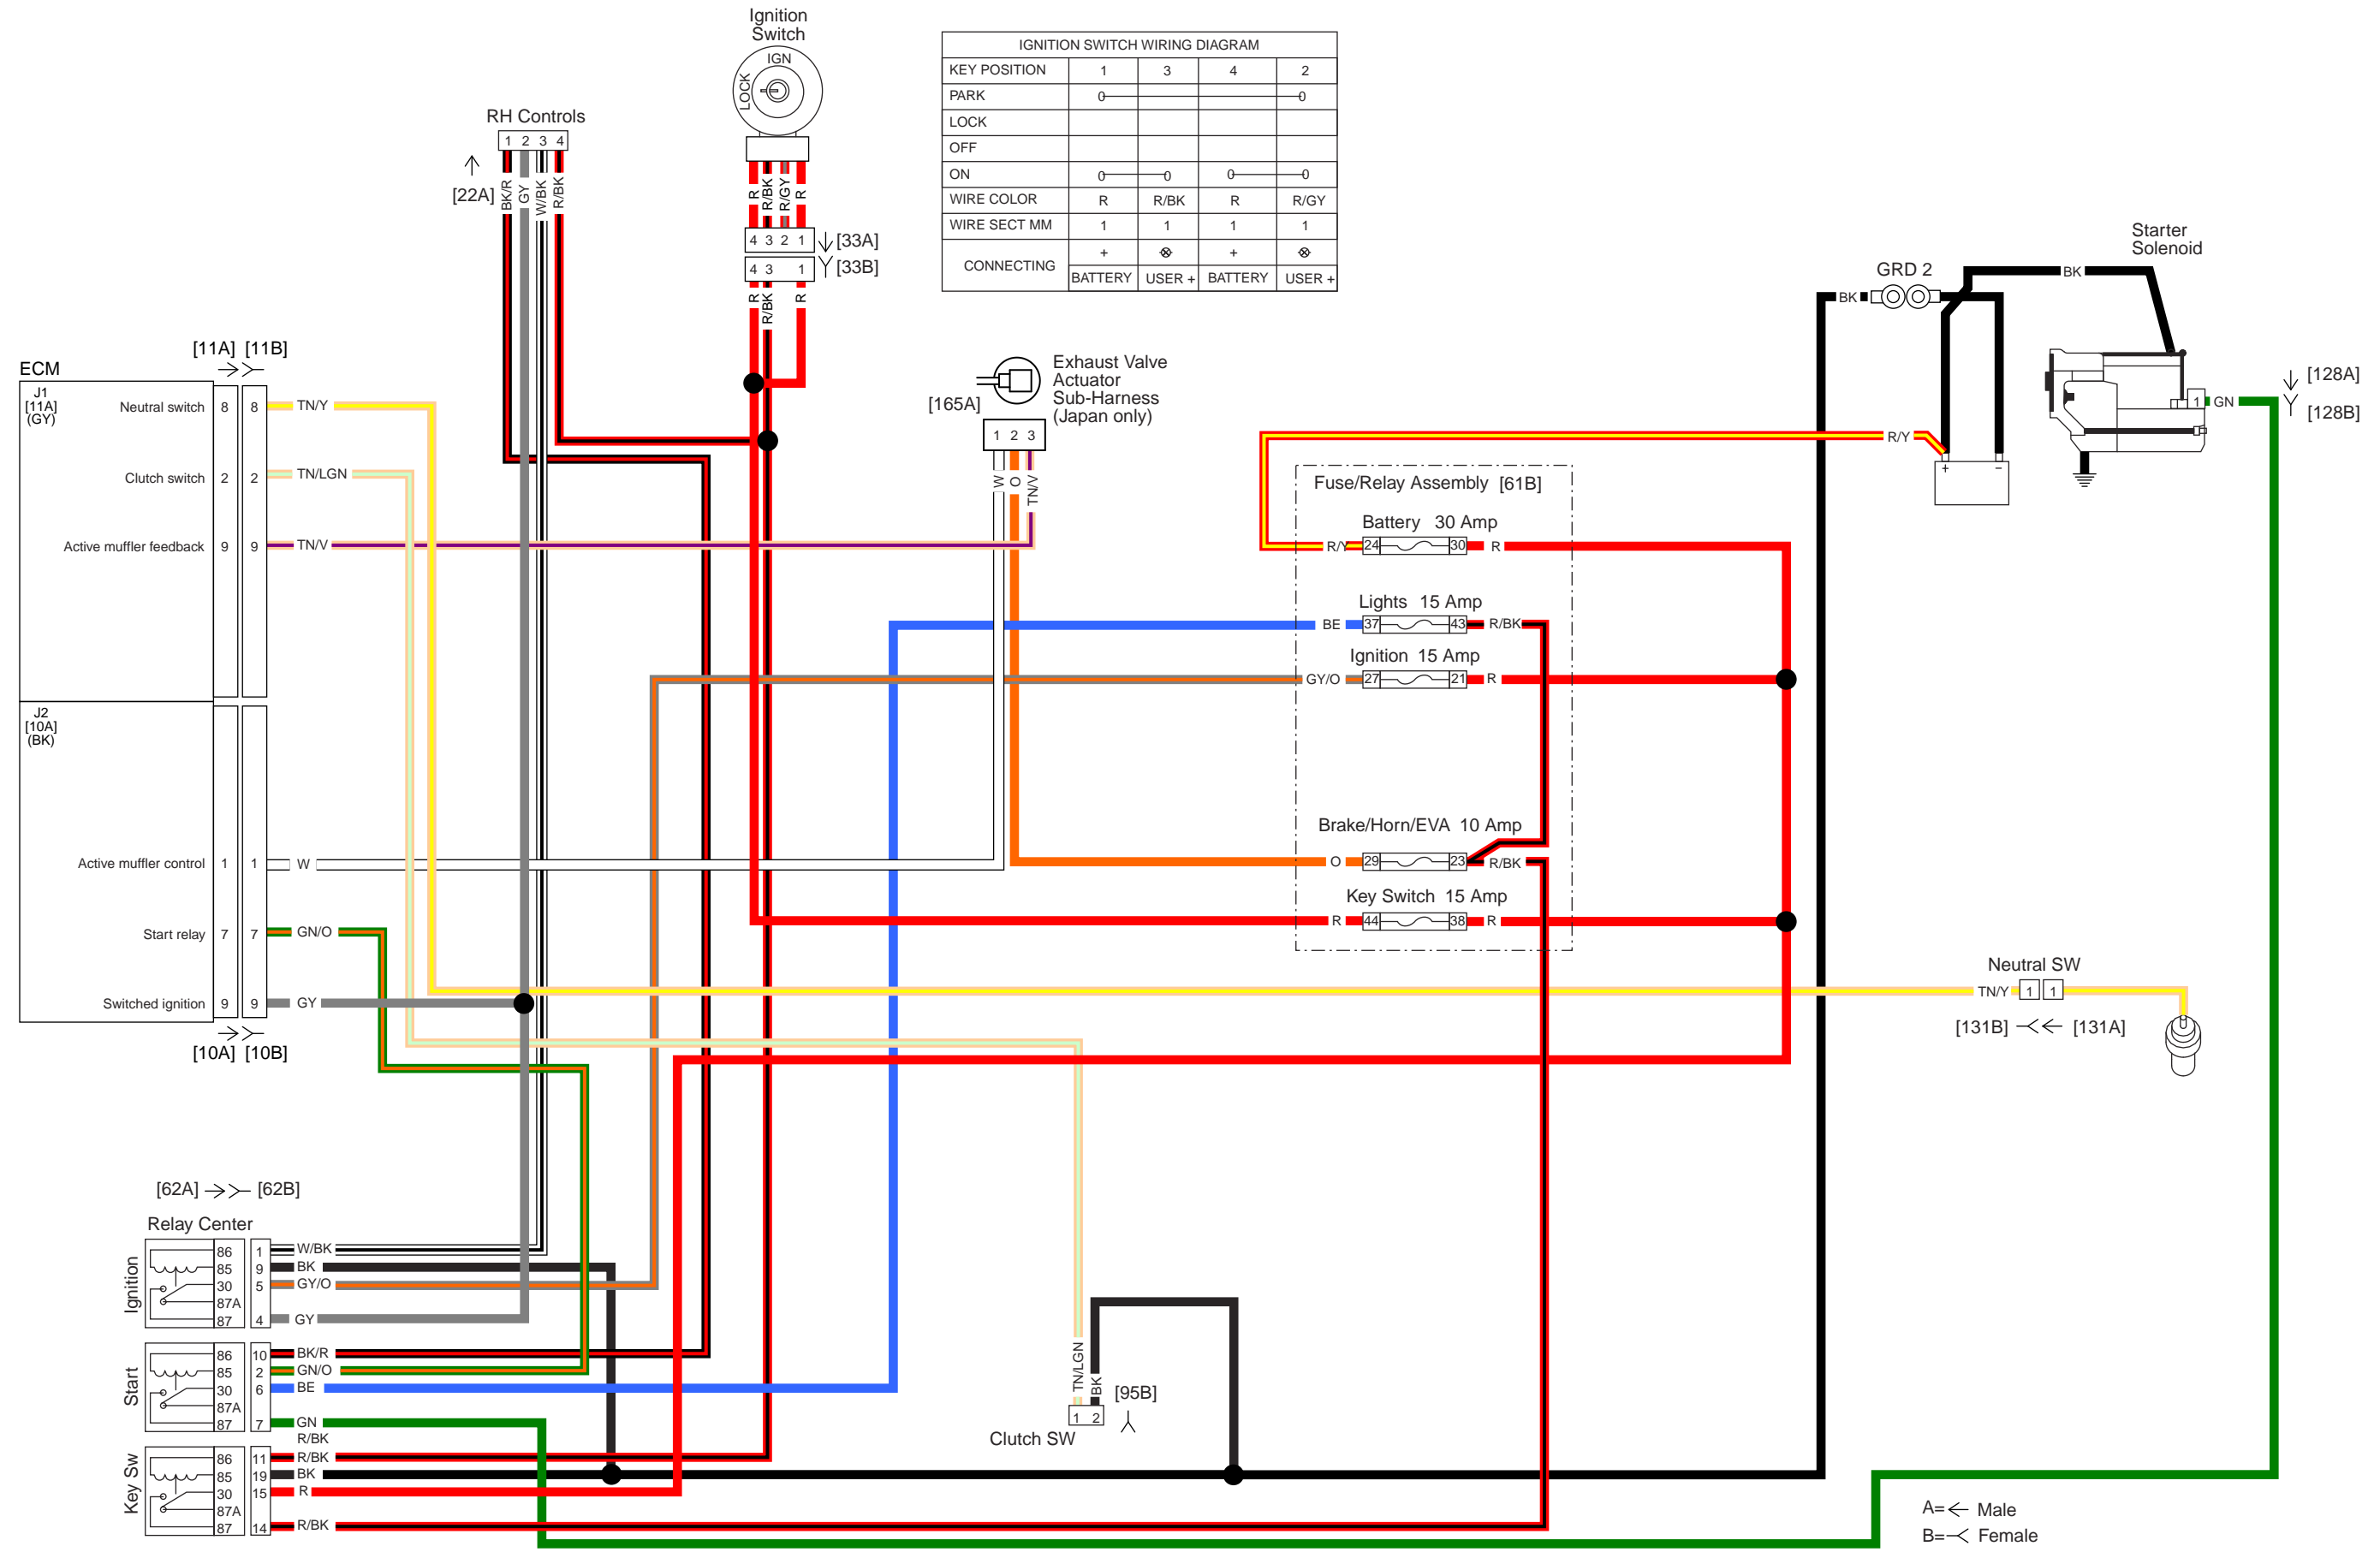 Ignition
Switch
IGN
LOCK
R
R/BK
R/GY
R
4 3 2 1
[33A]
4 3 1
[33B]
R
R/BK
R
IGNITION SWITCH WIRING DIAGRAM
KEY POSITION 1 3 4 2
PARK 0 0
LOCK
OFF
ON 0 0 0 0
WIRE COLOR R R/BK R R/GY
WIRE SECT MM 1 1 1 1
CONNECTING + ⊗ + ⊗
BATTERY USER + BATTERY USER +
RH Controls
1 2 3 4
[22A]
BK/R
GY
W/BK
R/BK
Starter
Solenoid
GRD 2
BK
BK
[128A]
[128B]
1 GN
R/Y
+ −
[11A] [11B]
ECM
J1
[11A]
(GY)
Neutral switch 8 8 TN/Y
Clutch switch 2 2 TN/LGN
Active muffler feedback 9 9 TN/V
J2
[10A]
(BK)
Active muffler control 1 1 W
Start relay 7 7 GN/O
Switched ignition 9 9 GY
[10A] [10B]
Exhaust Valve
Actuator
Sub-Harness
(Japan only)
[165A]
1 2 3
W
O
TN/V
Fuse/Relay Assembly [61B]
Battery 30 Amp
R/Y 24 30 R
Lights 15 Amp
BE 37 43 R/BK
Ignition 15 Amp
GY/O 27 21 R
Brake/Horn/EVA 10 Amp
O 29 23 R/BK
Key Switch 15 Amp
R 44 38 R
Neutral SW
TN/Y 1 1
[131B] [131A]
[62A] [62B]
Relay Center
Ignition
86 1 W/BK
85 9 BK
30 5 GY/O
87A
87 4 GY
Start
86 10 BK/R
85 2 GN/O
30 6 BE
87A
87 7 GN
R/BK
Key Sw
86 11 R/BK
85 19 BK
30 15 R
87A
87 14 R/BK
TN/LGN
BK
[95B]
1 2
Clutch SW
A= Male
B= Female